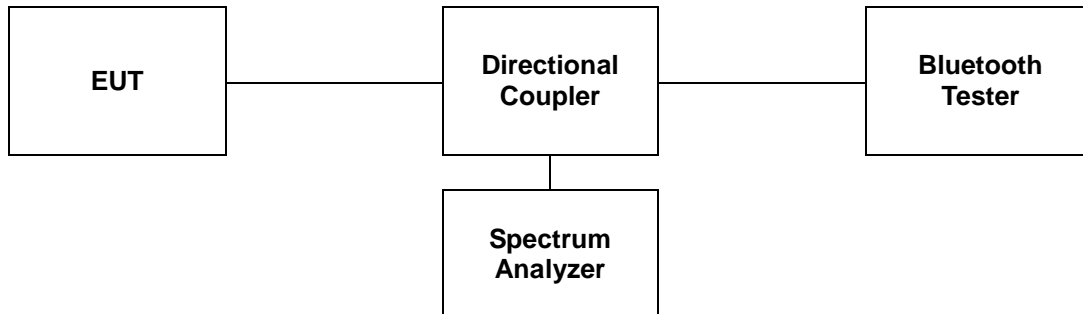 EUT
Directional
Coupler
Bluetooth
Tester
Spectrum
Analyzer